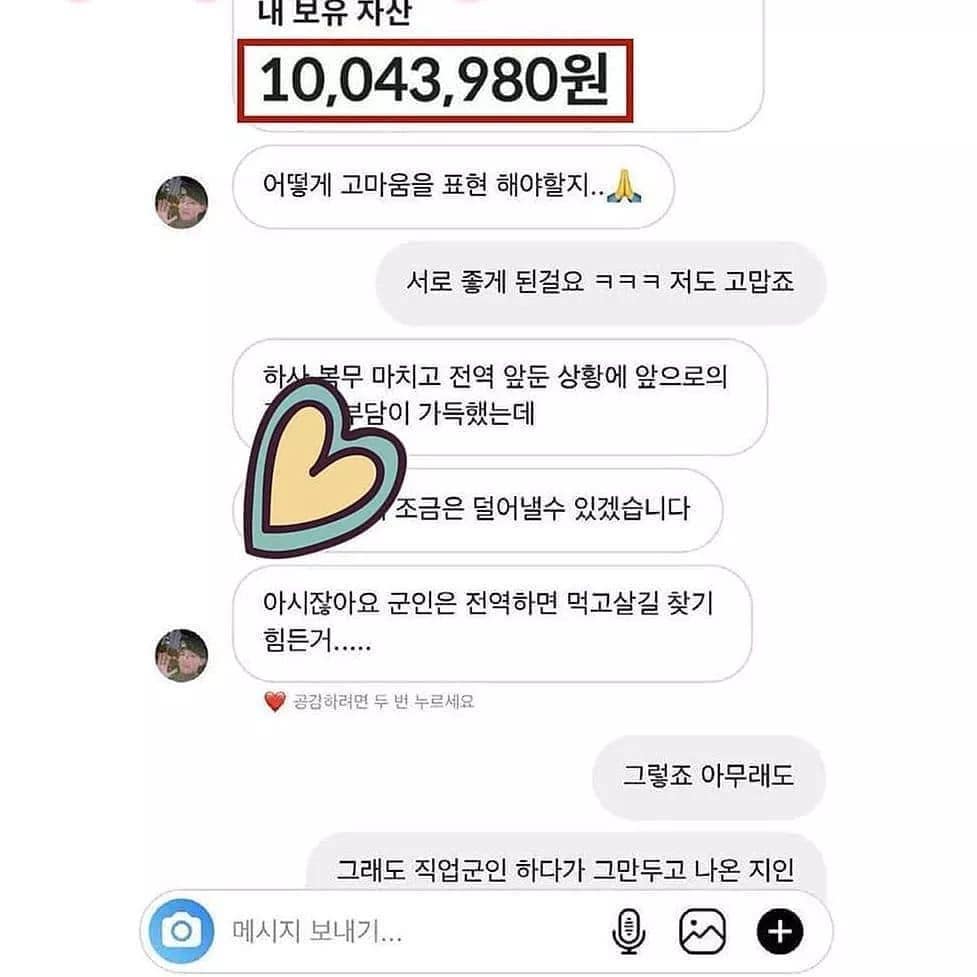 내 보유 자산
10,043,980원
어떻게 고마움을 표현 해야할지..🙏
서로 좋게 된걸요 ㅋㅋㅋ 저도 고맙죠
하사 복무 마치고 전역 앞둔 상황에 앞으로의
부담이 가득했는데
조금은 덜어낼수 있겠습니다
아시잖아요 군인은 전역하면 먹고살길 찾기
힘든거.....
❤️ 공감하려면 두 번 누르세요
그렇죠 아무래도
그래도 직업군인 하다가 그만두고 나온 지인
메시지 보내기...